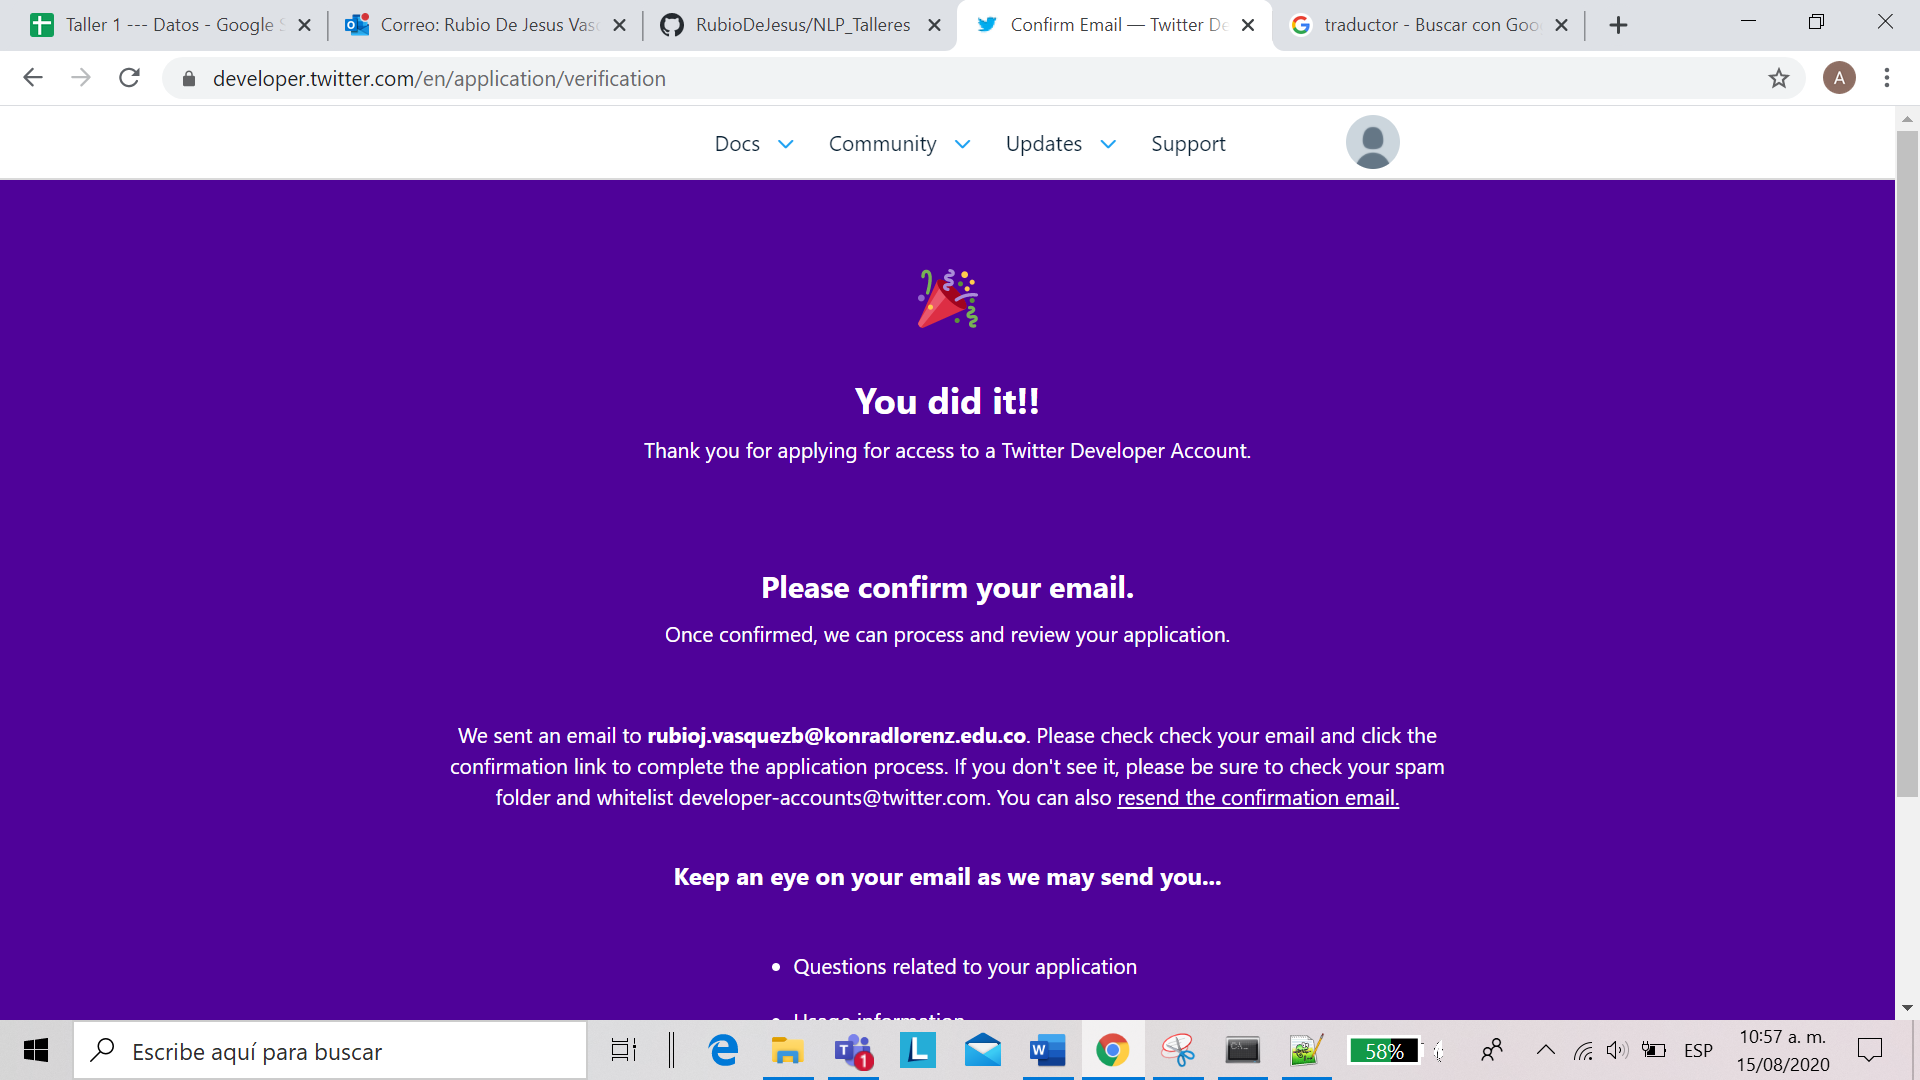 Taller 1 --- Datos - Google S
Correo: Rubio De Jesus Vas
RubioDeJesus/NLP_Talleres
Confirm Email — Twitter De
traductor - Buscar con Goo
developer.twitter.com/en/application/verification
A
Docs
Community
Updates
Support
You did it!!
Thank you for applying for access to a Twitter Developer Account.
Please confirm your email.
Once confirmed, we can process and review your application.
We sent an email to rubioj.vasquezb@konradlorenz.edu.co. Please check check your email and click the
confirmation link to complete the application process. If you don't see it, please be sure to check your spam
folder and whitelist developer-accounts@twitter.com. You can also resend the confirmation email.
Keep an eye on your email as we may send you...
• Questions related to your application
• Usage information
Escribe aquí para buscar
1
58%
ESP
10:57 a. m.
15/08/2020